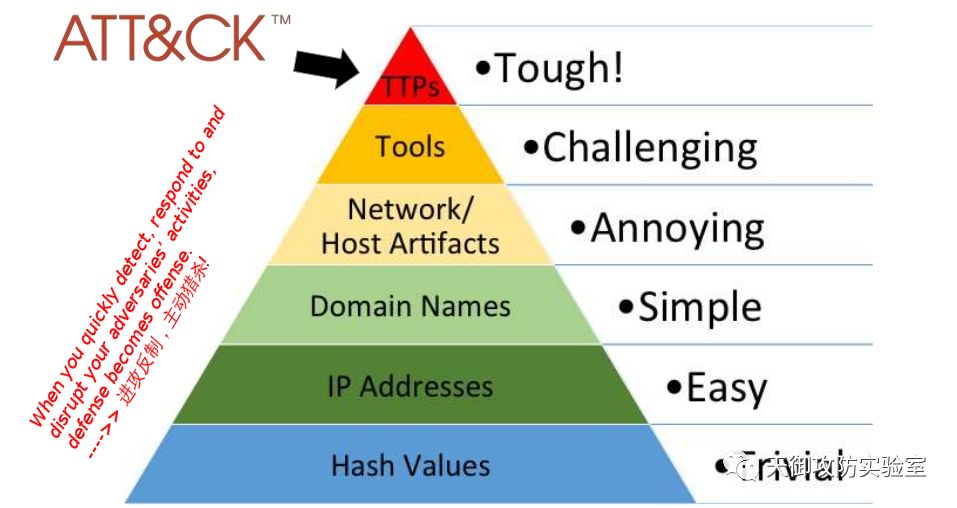 ATT&CK™
TTPs
•Tough!
Tools
•Challenging
Network/
Host Artifacts
•Annoying
Domain Names
•Simple
IP Addresses
•Easy
Hash Values
•Trivial
When you quickly detect, respond to and
disrupt your adversaries' activities,
defense becomes offense.
---->> 进攻反制，主动猎杀!
天御攻防实验室